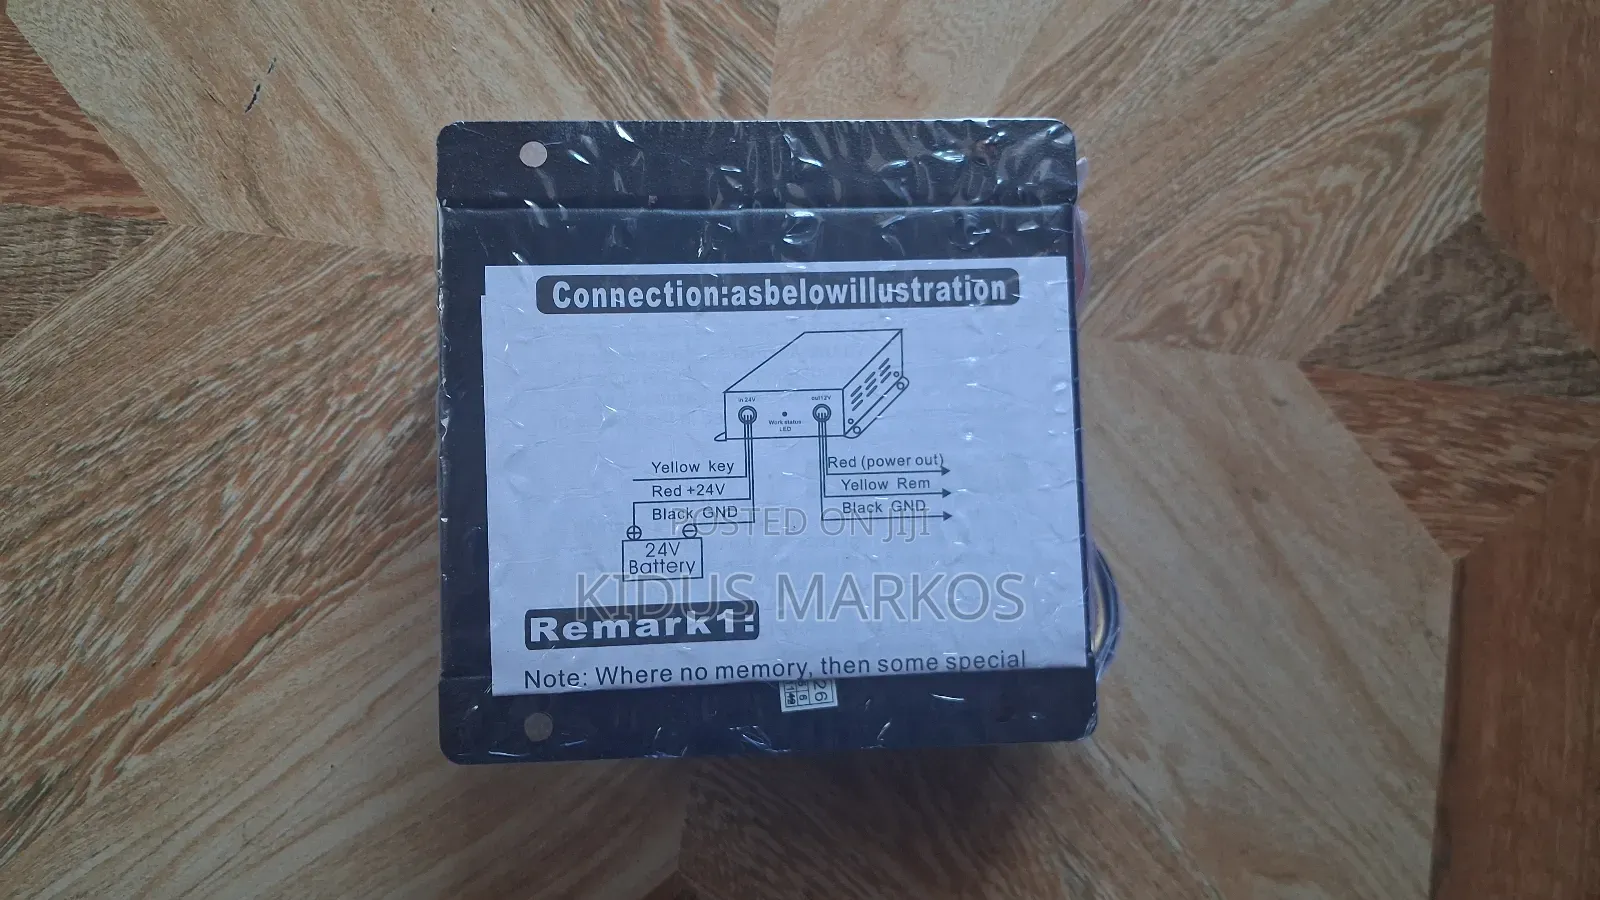 Connection:asbelowillustration
in 24V
out12V
Work status
LED
Yellow key
Red (power out)
Red +24V
Yellow Rem
Black GND
Black GND
24V
Battery
POSTED ON JIJI
KIDUS MARKOS
Remark1:
Note: Where no memory, then some special
26